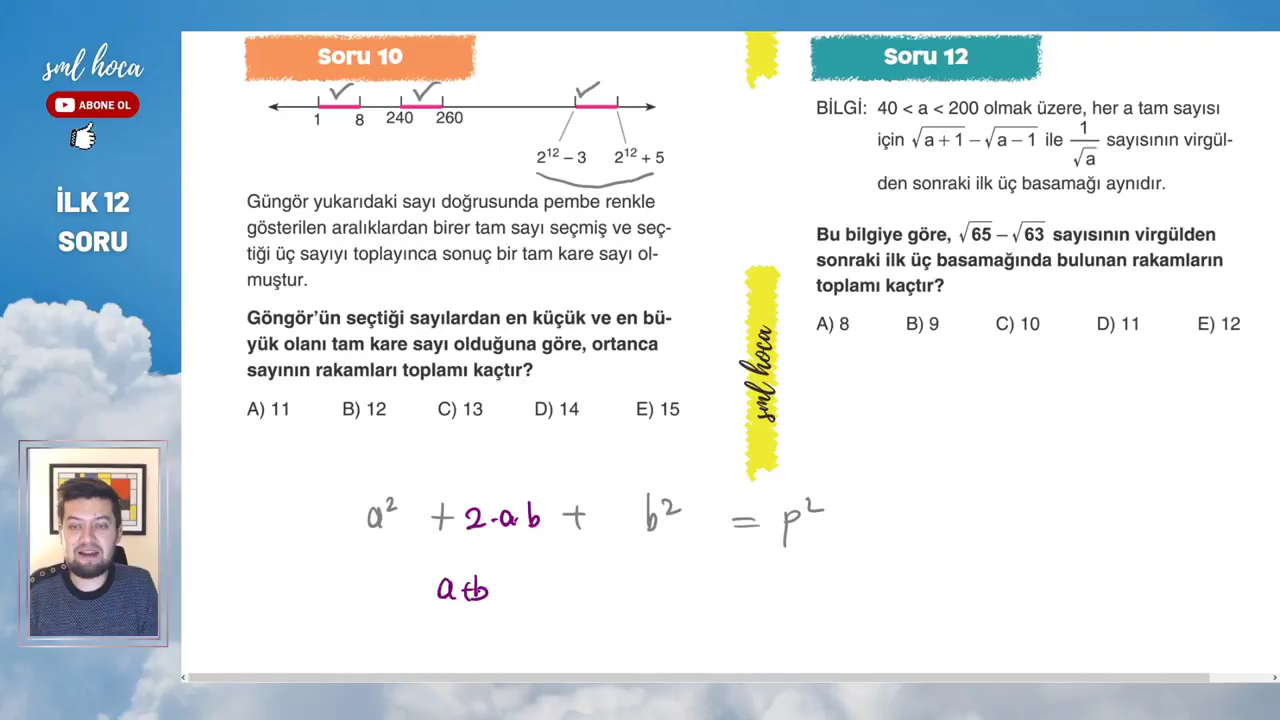 sml hoca
ABONE OL
İLK 12
SORU
Soru 10
1 8 240 260
2¹² – 3 2¹² + 5
Güngör yukarıdaki sayı doğrusunda pembe renkle
gösterilen aralıklardan birer tam sayı seçmiş ve seç-
tiği üç sayıyı toplayınca sonuç bir tam kare sayı ol-
muştur.
Göngör’ün seçtiği sayılardan en küçük ve en bü-
yük olanı tam kare sayı olduğuna göre, ortanca
sayının rakamları toplamı kaçtır?
A) 11 B) 12 C) 13 D) 14 E) 15
a² + 2·a·b + b² = p²
a+b
sml hoca
Soru 12
BİLGİ: 40 < a < 200 olmak üzere, her a tam sayısı
için √(a + 1) – √(a – 1) ile 1/√a sayısının virgül-
den sonraki ilk üç basamağı aynıdır.
Bu bilgiye göre, √65 – √63 sayısının virgülden
sonraki ilk üç basamağında bulunan rakamların
toplamı kaçtır?
A) 8 B) 9 C) 10 D) 11 E) 12